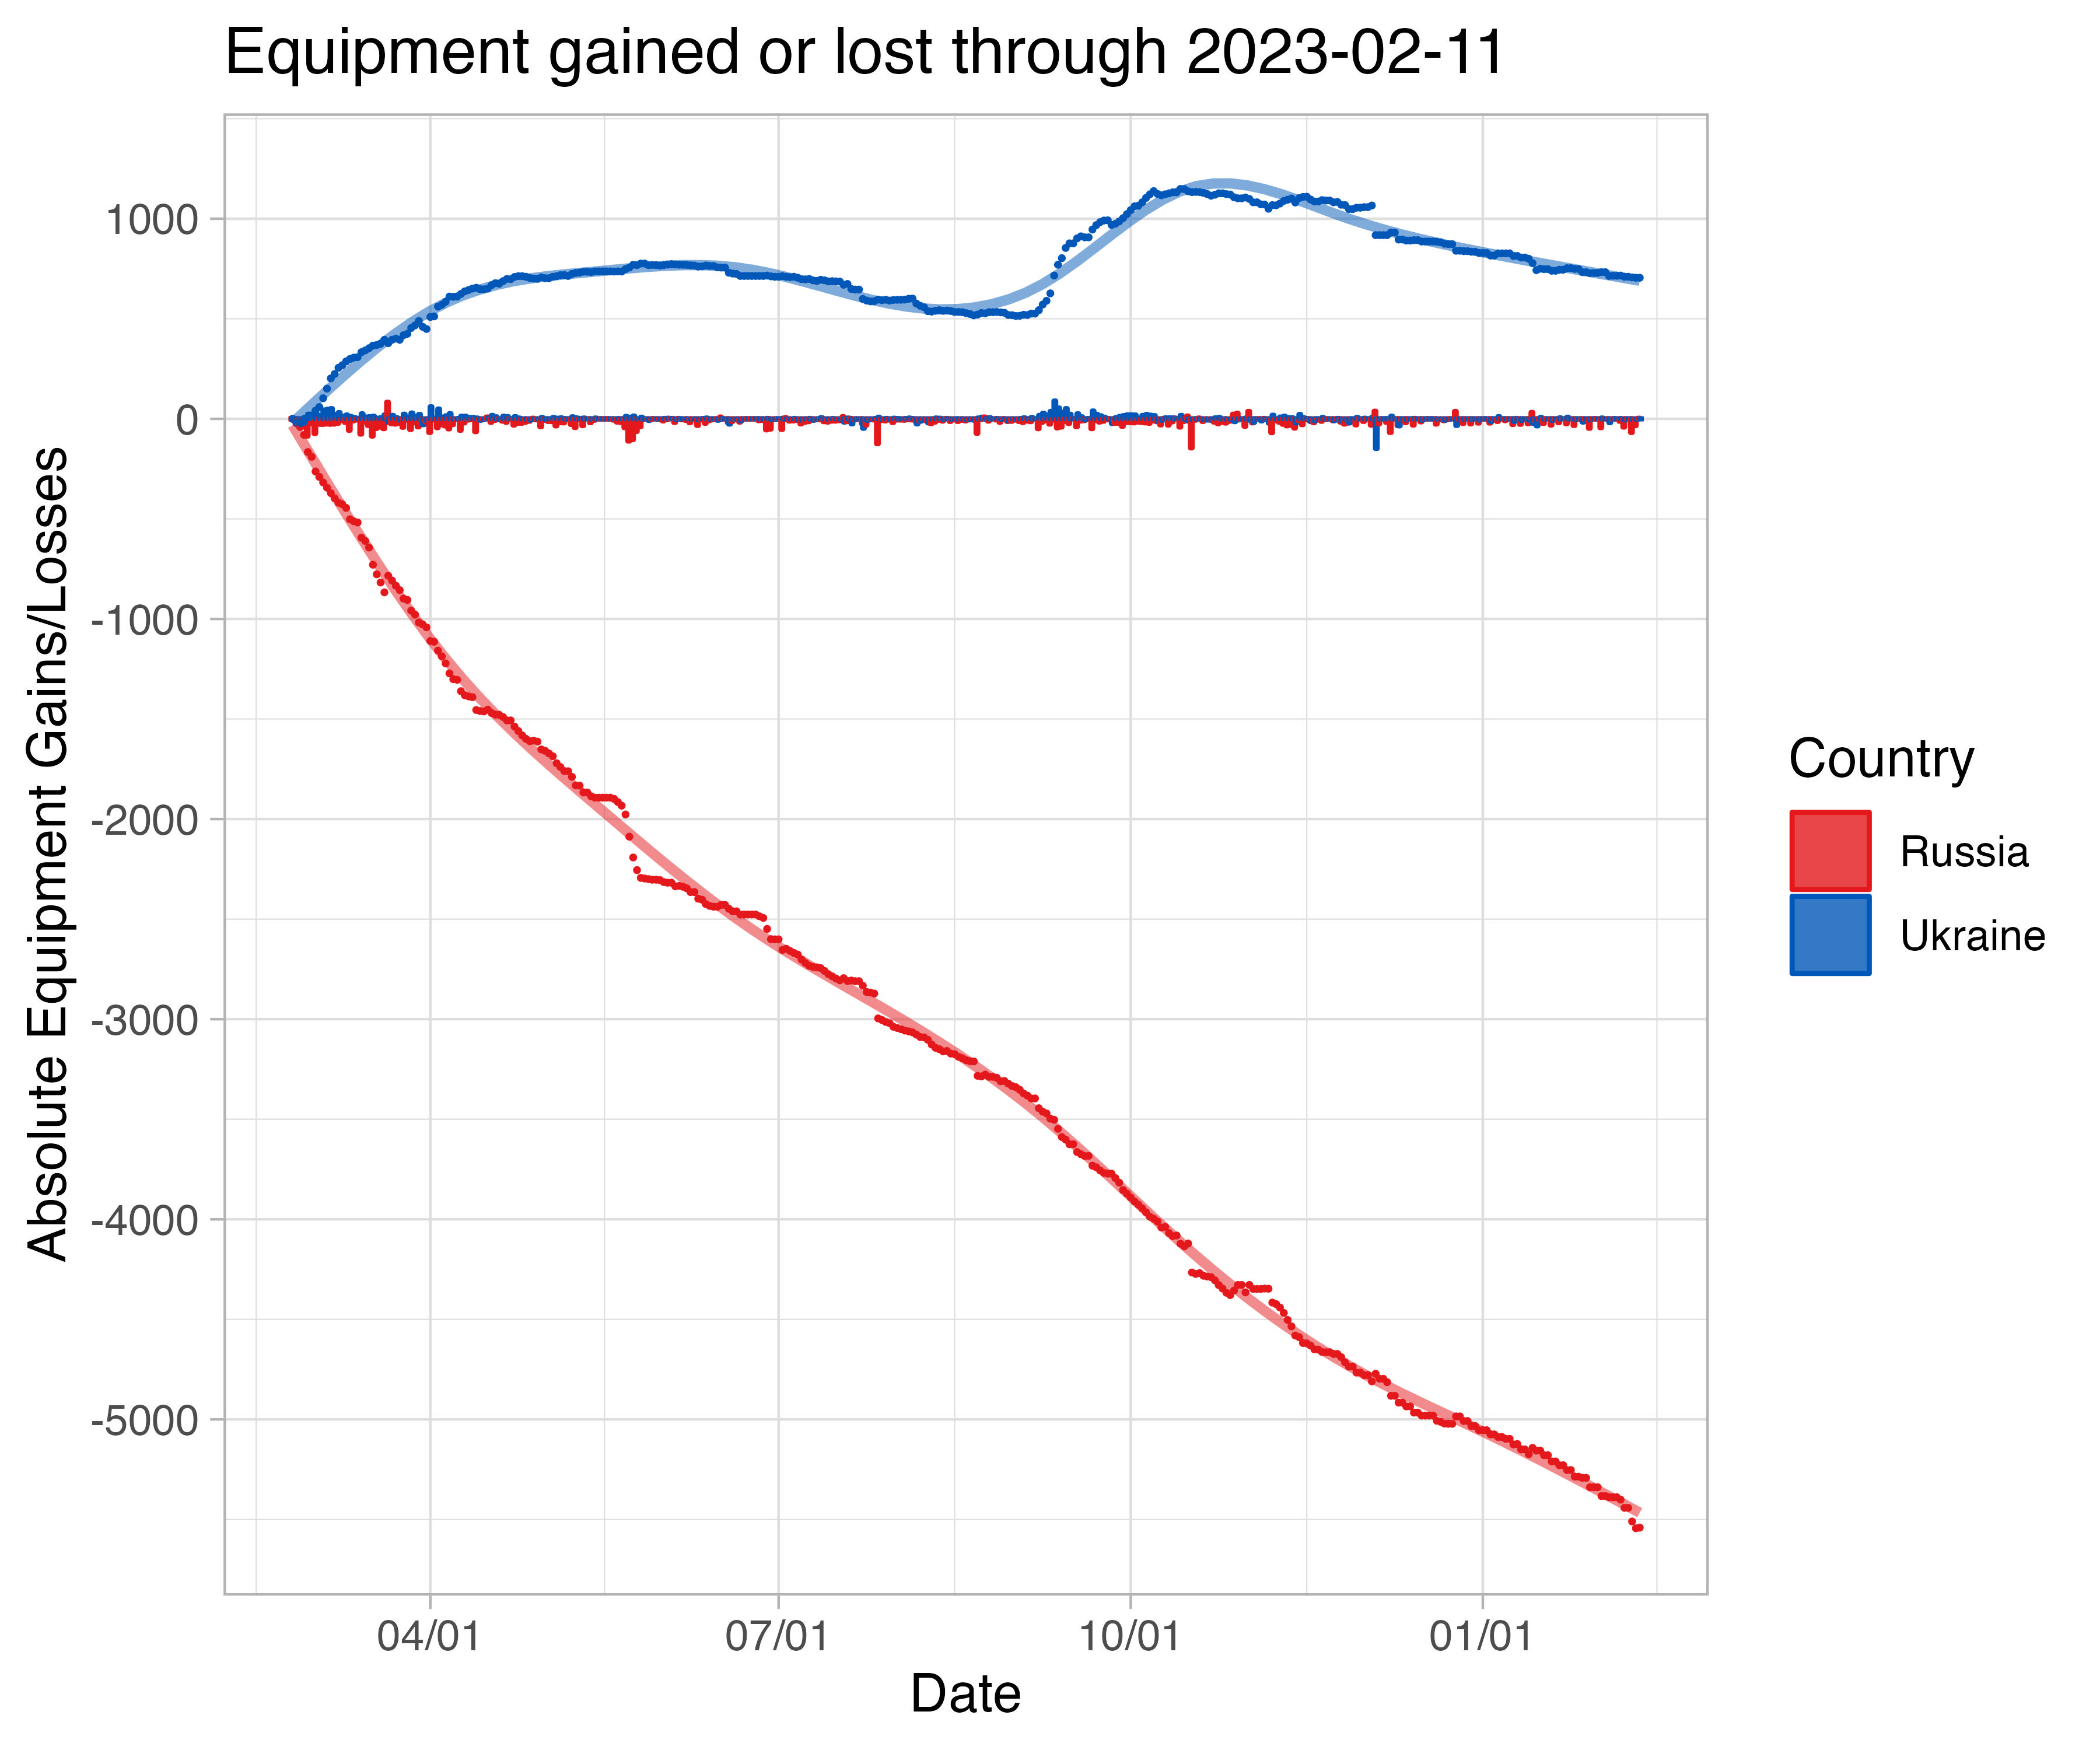 Equipment gained or lost through 2023-02-11
Absolute Equipment Gains/Losses
1000
0
-1000
-2000
-3000
-4000
-5000
04/01
07/01
10/01
01/01
Date
Country
Russia
Ukraine